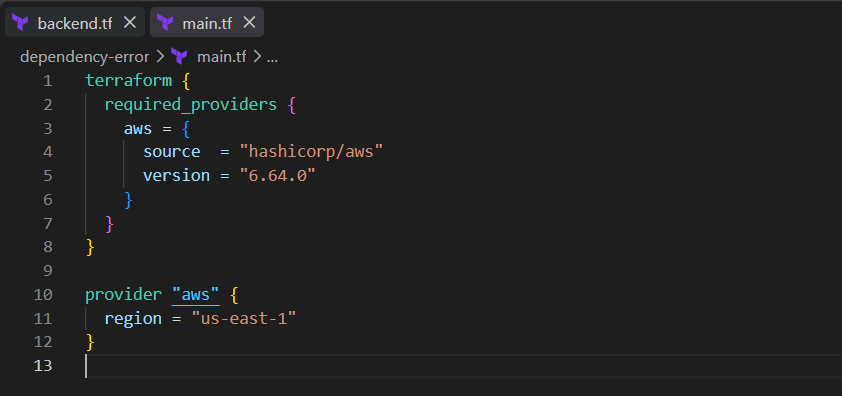 backend.tf
main.tf
dependency-error > main.tf > ...
1 terraform {
2   required_providers {
3     aws = {
4       source  = "hashicorp/aws"
5       version = "6.64.0"
6     }
7   }
8 }
9
10 provider "aws" {
11   region = "us-east-1"
12 }
13